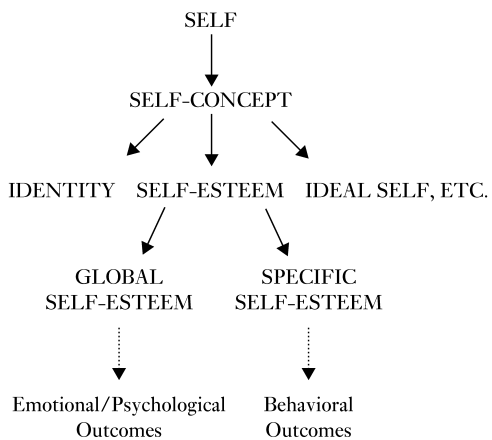 SELF
SELF-CONCEPT
IDENTITY
SELF-ESTEEM
IDEAL SELF, ETC.
GLOBAL
SELF-ESTEEM
SPECIFIC
SELF-ESTEEM
Emotional/Psychological
Outcomes
Behavioral
Outcomes